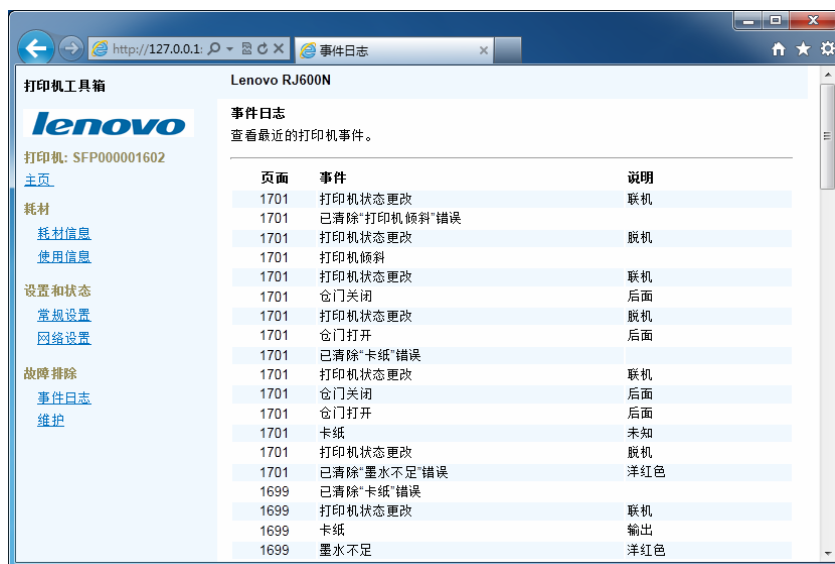 http://127.0.0.1:
事件日志
打印机工具箱
Lenovo RJ600N
lenovo
事件日志
查看最近的打印机事件。
打印机: SFP000001602
主页
耗材
耗材信息
使用信息
设置和状态
常规设置
网络设置
故障排除
事件日志
维护
页面 事件 说明
1701 打印机状态更改 联机
1701 已清除“打印机倾斜”错误
1701 打印机状态更改 脱机
1701 打印机倾斜
1701 打印机状态更改 联机
1701 仓门关闭 后面
1701 打印机状态更改 脱机
1701 仓门打开 后面
1701 已清除“卡纸”错误
1701 打印机状态更改 联机
1701 仓门关闭 后面
1701 仓门打开 后面
1701 卡纸 未知
1701 打印机状态更改 脱机
1701 已清除“墨水不足”错误 洋红色
1699 已清除“卡纸”错误
1699 打印机状态更改 联机
1699 卡纸 输出
1699 墨水不足 洋红色